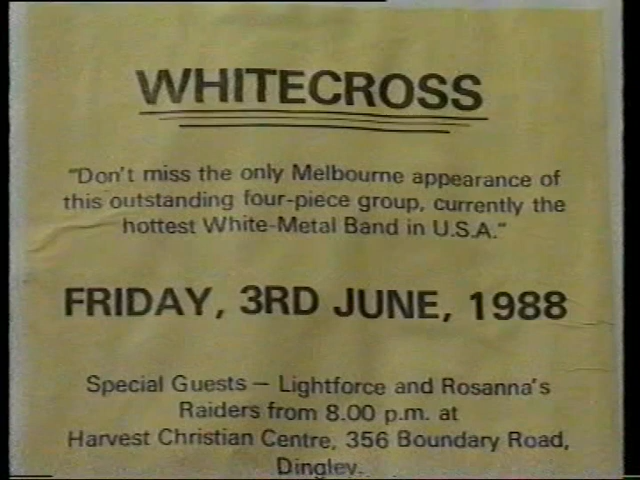 WHITECROSS
"Don't miss the only Melbourne appearance of
this outstanding four-piece group, currently the
hottest White-Metal Band in U.S.A."
FRIDAY, 3RD JUNE, 1988
Special Guests — Lightforce and Rosanna's
Raiders from 8.00 p.m. at
Harvest Christian Centre, 356 Boundary Road,
Dingley.